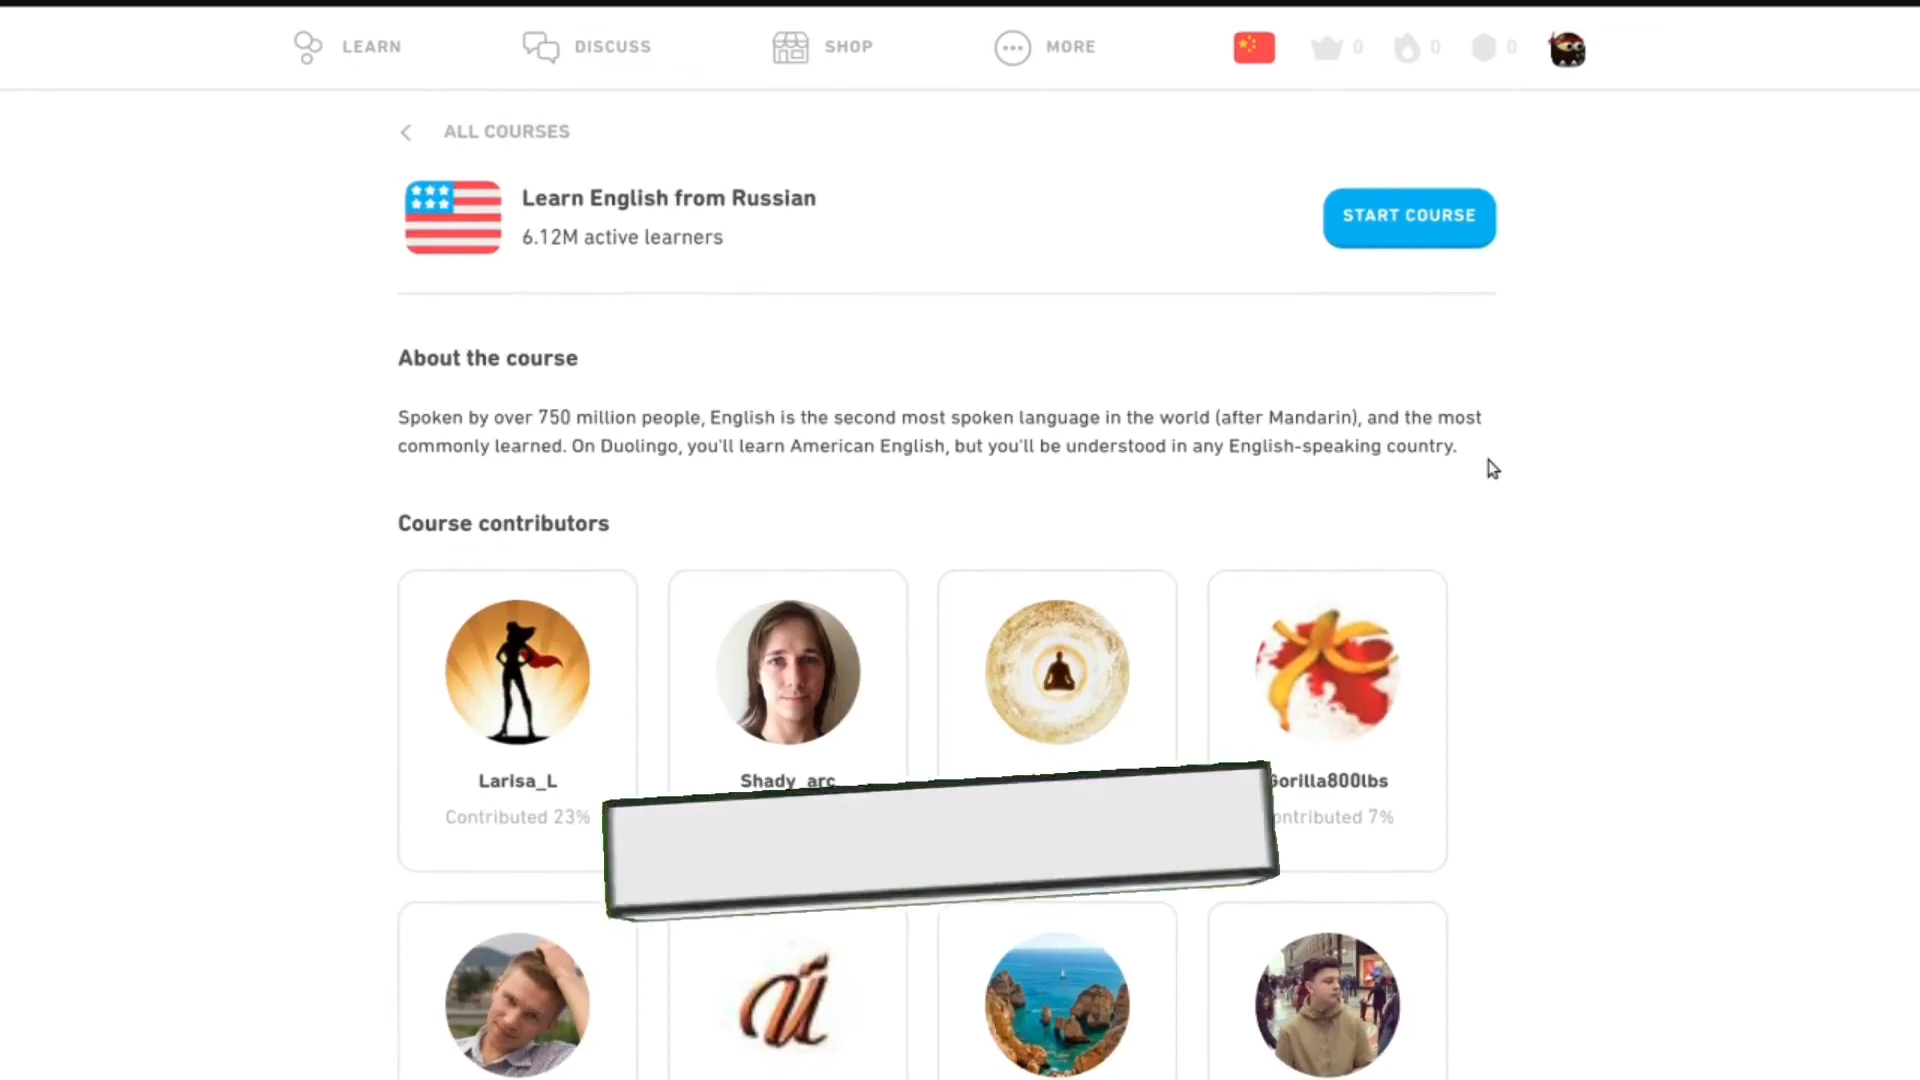 LEARN DISCUSS SHOP MORE 0 0 0
ALL COURSES
Learn English from Russian
6.12M active learners
START COURSE
About the course
Spoken by over 750 million people, English is the second most spoken language in the world (after Mandarin), and the most
commonly learned. On Duolingo, you'll learn American English, but you'll be understood in any English-speaking country.
Course contributors
Larisa_L
Contributed 23%
Shady_arc
Gorilla800lbs
Contributed 7%